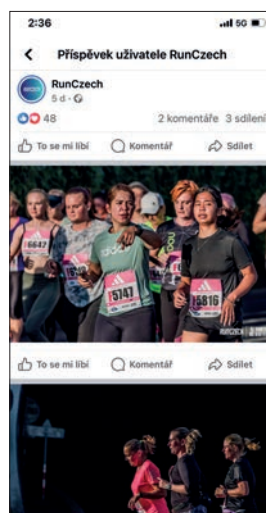 2:36
5G
Příspěvek uživatele RunCzech
RunCzech
5 d
48
2 komentáře 3 sdílení
To se mi líbí Komentář Sdílet
6647
5747
5816
RUNCZECH
To se mi líbí Komentář Sdílet